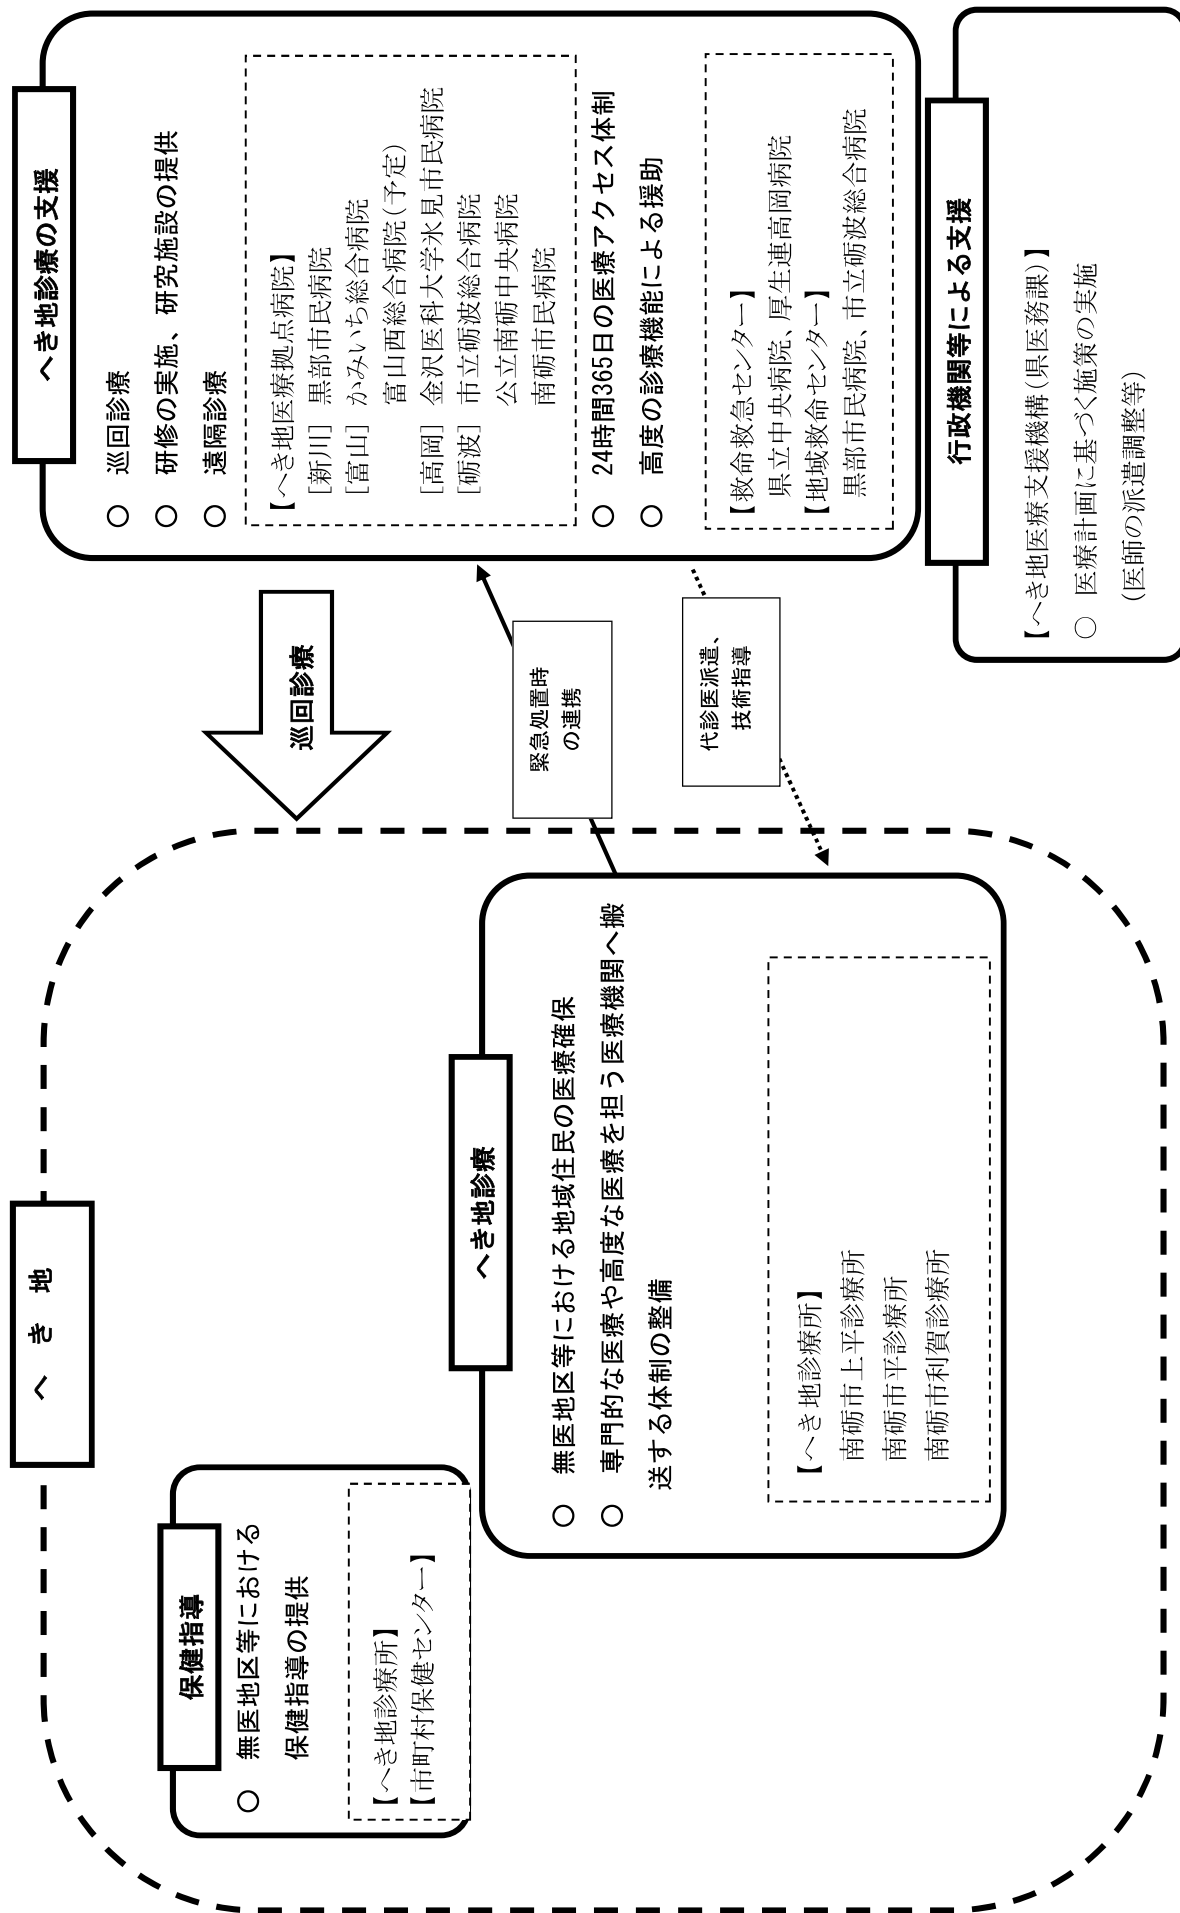 へ き 地
保健指導
○ 無医地区等における
保健指導の提供
【へき地診療所】
【市町村保健センター】
へき地診療
○ 無医地区等における地域住民の医療確保
○ 専門的な医療や高度な医療を担う医療機関へ搬
送する体制の整備
【へき地診療所】
南砺市上平診療所
南砺市平診療所
南砺市利賀診療所
巡回診療
緊急処置時
の連携
代診医派遣、
技術指導
へき地診療の支援
○ 巡回診療
○ 研修の実施、研究施設の提供
○ 遠隔診療
【へき地医療拠点病院】
[新川] 黒部市民病院
[富山] かみいち総合病院
富山西総合病院(予定)
[高岡] 金沢医科大学氷見市民病院
[砺波] 市立砺波総合病院
公立南砺中央病院
南砺市民病院
○ 24時間365日の医療アクセス体制
○ 高度の診療機能による援助
【救命救急センター】
県立中央病院、厚生連高岡病院
【地域救命センター】
黒部市民病院、市立砺波総合病院
行政機関等による支援
【へき地医療支援機構(県医務課)】
○ 医療計画に基づく施策の実施
(医師の派遣調整等)